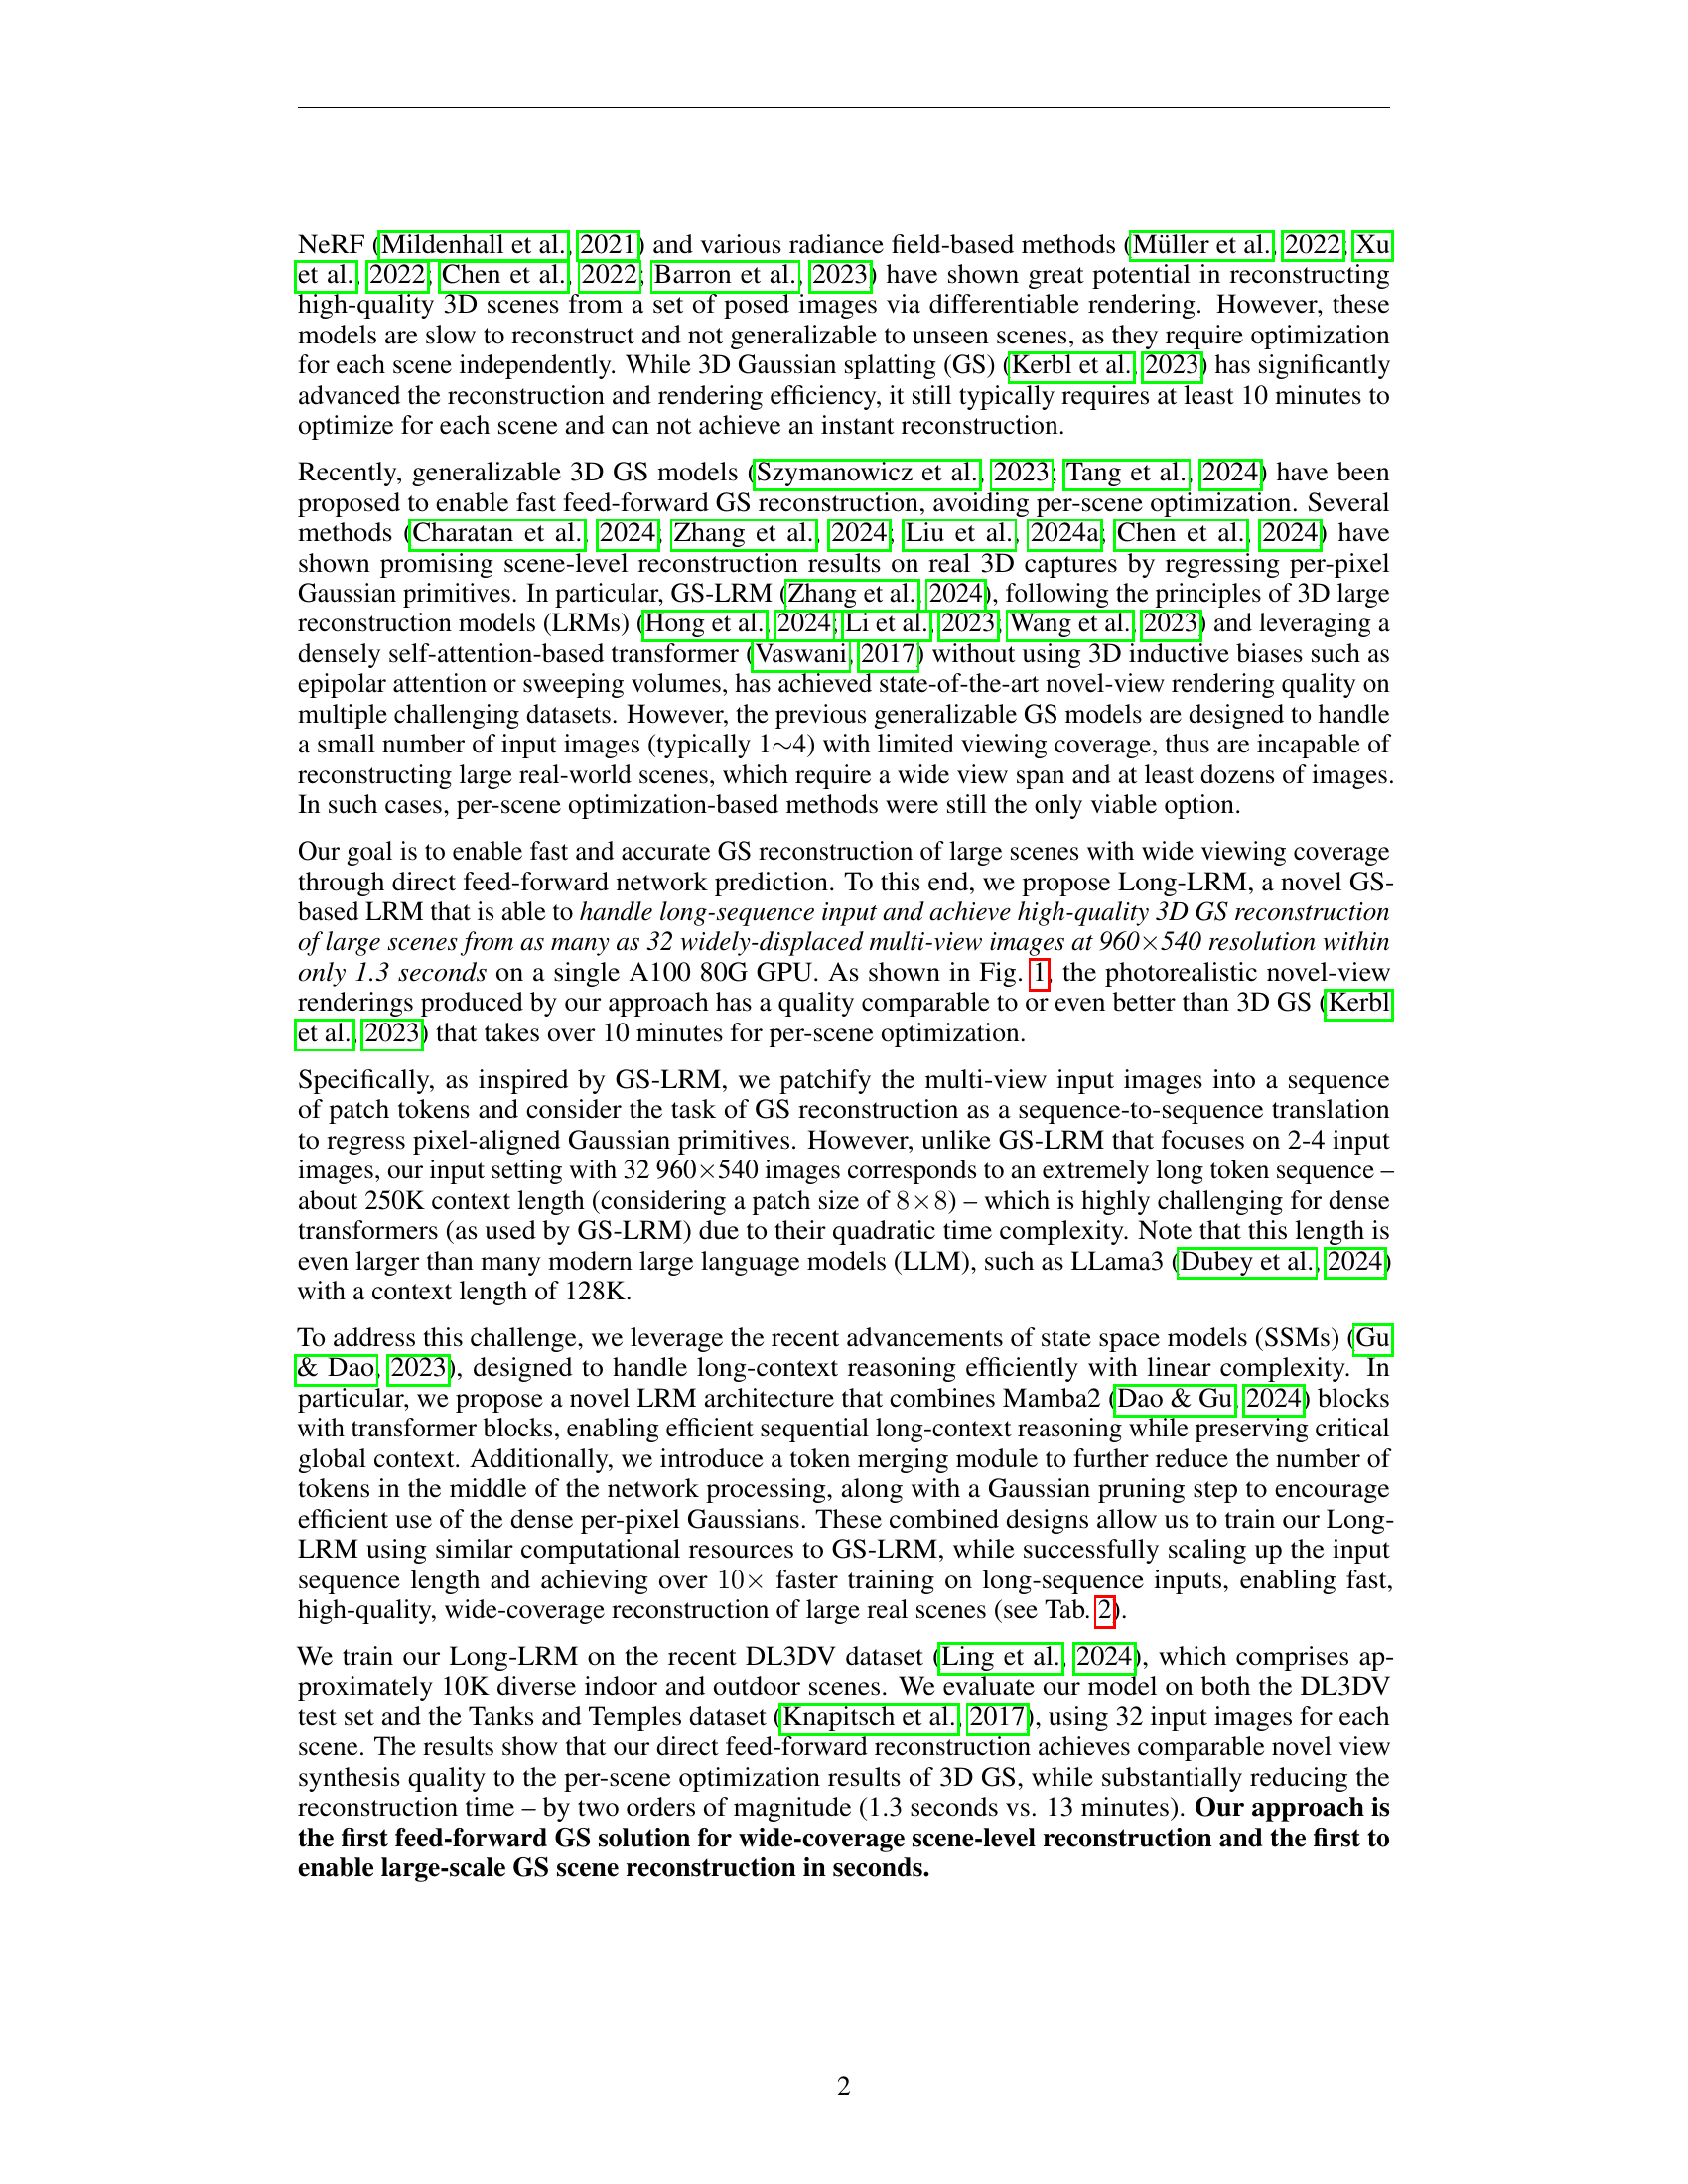 NeRF (Mildenhall et al., 2021) and various radiance field-based methods (Müller et al., 2022; Xu
et al., 2022; Chen et al., 2022; Barron et al., 2023) have shown great potential in reconstructing
high-quality 3D scenes from a set of posed images via differentiable rendering. However, these
models are slow to reconstruct and not generalizable to unseen scenes, as they require optimization
for each scene independently. While 3D Gaussian splatting (GS) (Kerbl et al., 2023) has significantly
advanced the reconstruction and rendering efficiency, it still typically requires at least 10 minutes to
optimize for each scene and can not achieve an instant reconstruction.
Recently, generalizable 3D GS models (Szymanowicz et al., 2023; Tang et al., 2024) have been
proposed to enable fast feed-forward GS reconstruction, avoiding per-scene optimization. Several
methods (Charatan et al., 2024; Zhang et al., 2024; Liu et al., 2024a; Chen et al., 2024) have
shown promising scene-level reconstruction results on real 3D captures by regressing per-pixel
Gaussian primitives. In particular, GS-LRM (Zhang et al., 2024), following the principles of 3D large
reconstruction models (LRMs) (Hong et al., 2024; Li et al., 2023; Wang et al., 2023) and leveraging a
densely self-attention-based transformer (Vaswani, 2017) without using 3D inductive biases such as
epipolar attention or sweeping volumes, has achieved state-of-the-art novel-view rendering quality on
multiple challenging datasets. However, the previous generalizable GS models are designed to handle
a small number of input images (typically 1∼4) with limited viewing coverage, thus are incapable of
reconstructing large real-world scenes, which require a wide view span and at least dozens of images.
In such cases, per-scene optimization-based methods were still the only viable option.
Our goal is to enable fast and accurate GS reconstruction of large scenes with wide viewing coverage
through direct feed-forward network prediction. To this end, we propose Long-LRM, a novel GS-
based LRM that is able to handle long-sequence input and achieve high-quality 3D GS reconstruction
of large scenes from as many as 32 widely-displaced multi-view images at 960×540 resolution within
only 1.3 seconds on a single A100 80G GPU. As shown in Fig. 1, the photorealistic novel-view
renderings produced by our approach has a quality comparable to or even better than 3D GS (Kerbl
et al., 2023) that takes over 10 minutes for per-scene optimization.
Specifically, as inspired by GS-LRM, we patchify the multi-view input images into a sequence
of patch tokens and consider the task of GS reconstruction as a sequence-to-sequence translation
to regress pixel-aligned Gaussian primitives. However, unlike GS-LRM that focuses on 2-4 input
images, our input setting with 32 960×540 images corresponds to an extremely long token sequence –
about 250K context length (considering a patch size of 8×8) – which is highly challenging for dense
transformers (as used by GS-LRM) due to their quadratic time complexity. Note that this length is
even larger than many modern large language models (LLM), such as LLama3 (Dubey et al., 2024)
with a context length of 128K.
To address this challenge, we leverage the recent advancements of state space models (SSMs) (Gu
& Dao, 2023), designed to handle long-context reasoning efficiently with linear complexity. In
particular, we propose a novel LRM architecture that combines Mamba2 (Dao & Gu, 2024) blocks
with transformer blocks, enabling efficient sequential long-context reasoning while preserving critical
global context. Additionally, we introduce a token merging module to further reduce the number of
tokens in the middle of the network processing, along with a Gaussian pruning step to encourage
efficient use of the dense per-pixel Gaussians. These combined designs allow us to train our Long-
LRM using similar computational resources to GS-LRM, while successfully scaling up the input
sequence length and achieving over 10× faster training on long-sequence inputs, enabling fast,
high-quality, wide-coverage reconstruction of large real scenes (see Tab. 2).
We train our Long-LRM on the recent DL3DV dataset (Ling et al., 2024), which comprises ap-
proximately 10K diverse indoor and outdoor scenes. We evaluate our model on both the DL3DV
test set and the Tanks and Temples dataset (Knapitsch et al., 2017), using 32 input images for each
scene. The results show that our direct feed-forward reconstruction achieves comparable novel view
synthesis quality to the per-scene optimization results of 3D GS, while substantially reducing the
reconstruction time – by two orders of magnitude (1.3 seconds vs. 13 minutes). Our approach is
the first feed-forward GS solution for wide-coverage scene-level reconstruction and the first to
enable large-scale GS scene reconstruction in seconds.
2